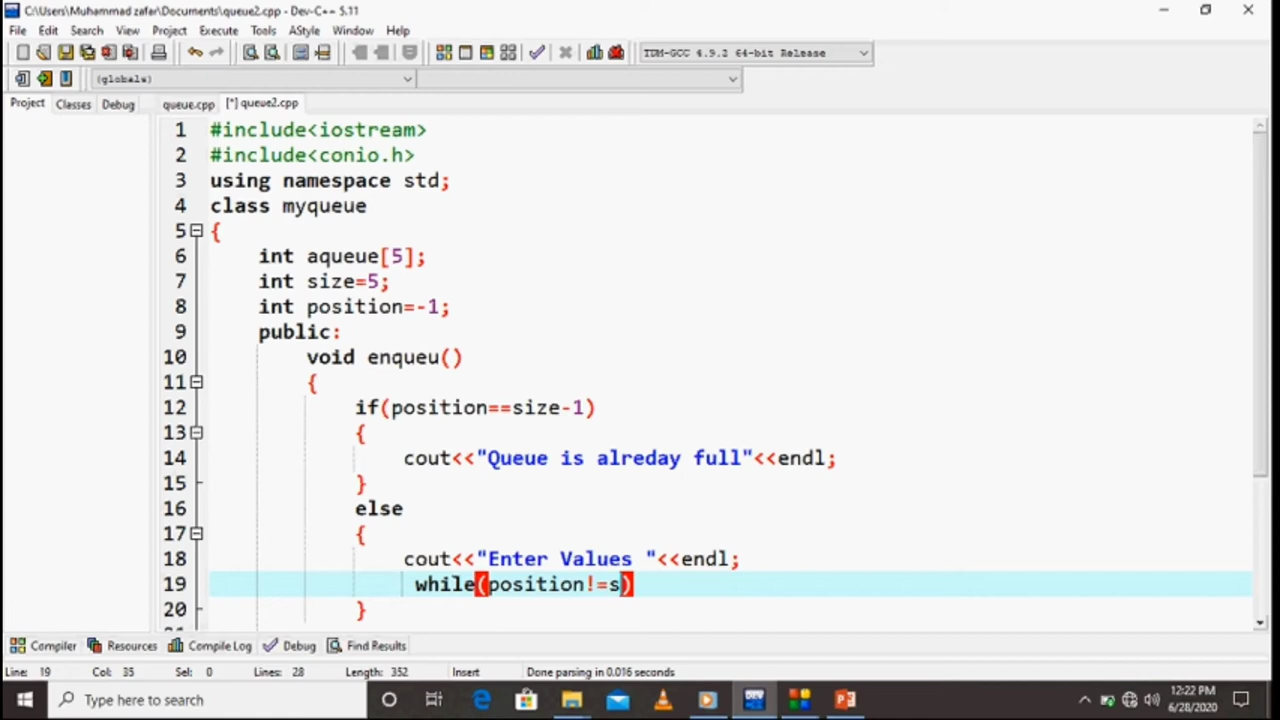 C:\Users\Muhammad zafar\Documents\queue2.cpp - Dev-C++ 5.11
File Edit Search View Project Execute Tools AStyle Window Help
TDM-GCC 4.9.2 64-bit Release
(globals)
Project Classes Debug queue.cpp [*] queue2.cpp
1 #include<iostream>
2 #include<conio.h>
3 using namespace std;
4 class myqueue
5 {
6 int aqueue[5];
7 int size=5;
8 int position=-1;
9 public:
10 void enqueu()
11 {
12 if(position==size-1)
13 {
14 cout<<"Queue is alreday full"<<endl;
15 }
16 else
17 {
18 cout<<"Enter Values "<<endl;
19 while(position!=s)
20 }
Compiler Resources Compile Log Debug Find Results
Line: 19 Col: 35 Sel: 0 Lines: 28 Length: 352 Insert Done parsing in 0.016 seconds
Type here to search
DEV
12:22 PM
6/28/2020